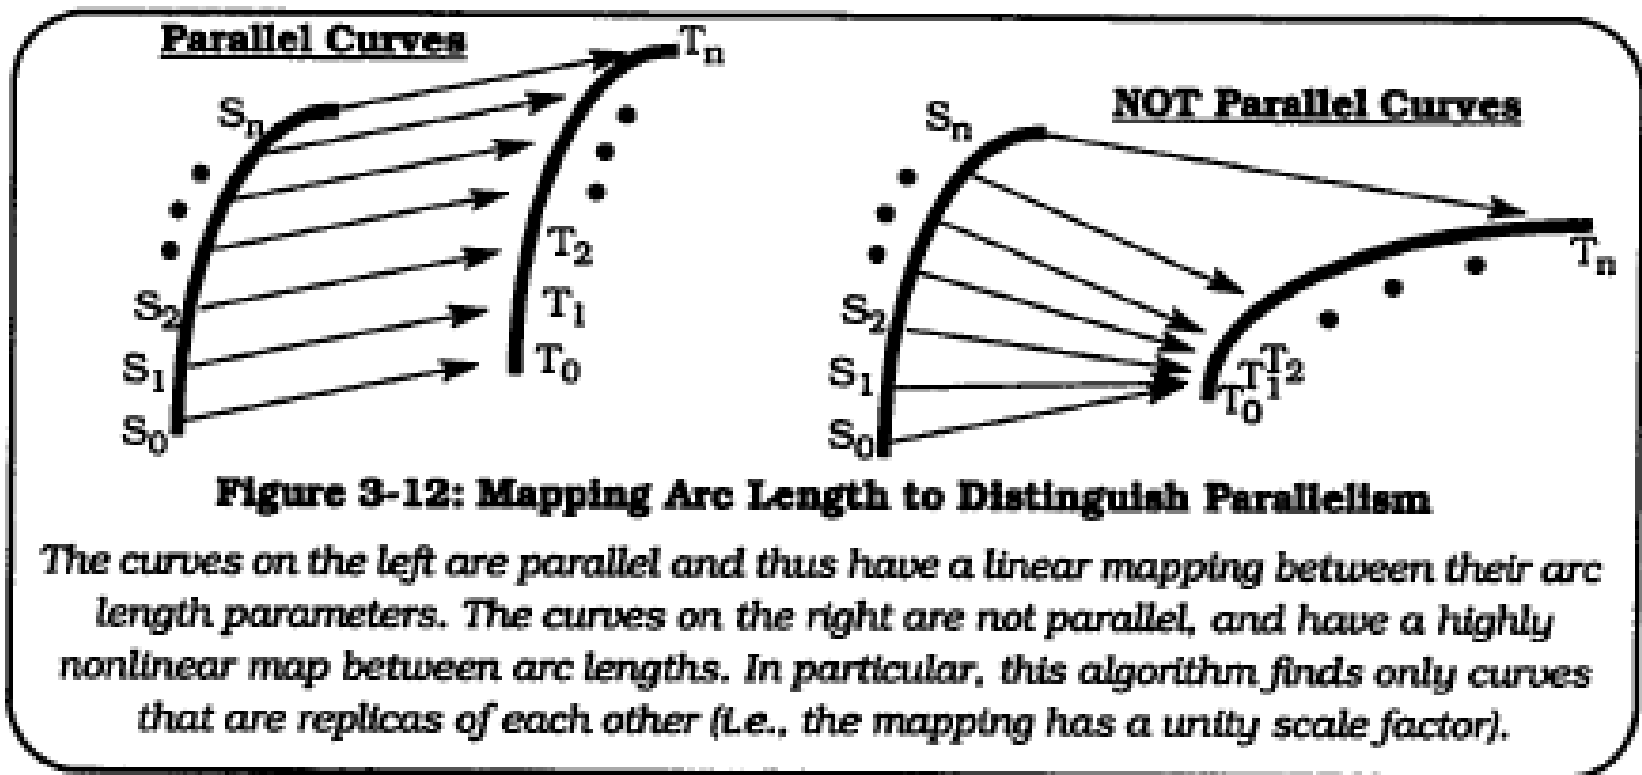 Parallel Curves
Sn
S2
S1
S0
Tn
T2
T1
T0
NOT Parallel Curves
Sn
S2
S1
S0
Tn
T2
T1
T0
Figure 3-12: Mapping Arc Length to Distinguish Parallelism
The curves on the left are parallel and thus have a linear mapping between their arc
length parameters. The curves on the right are not parallel, and have a highly
nonlinear map between arc lengths. In particular, this algorithm finds only curves
that are replicas of each other (i.e., the mapping has a unity scale factor).